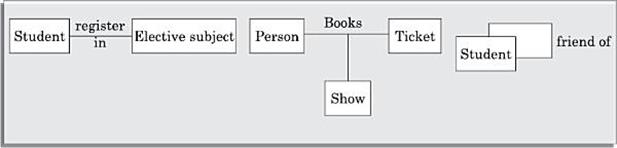 Student register in Elective subject
Person Books Ticket
Show
Student friend of